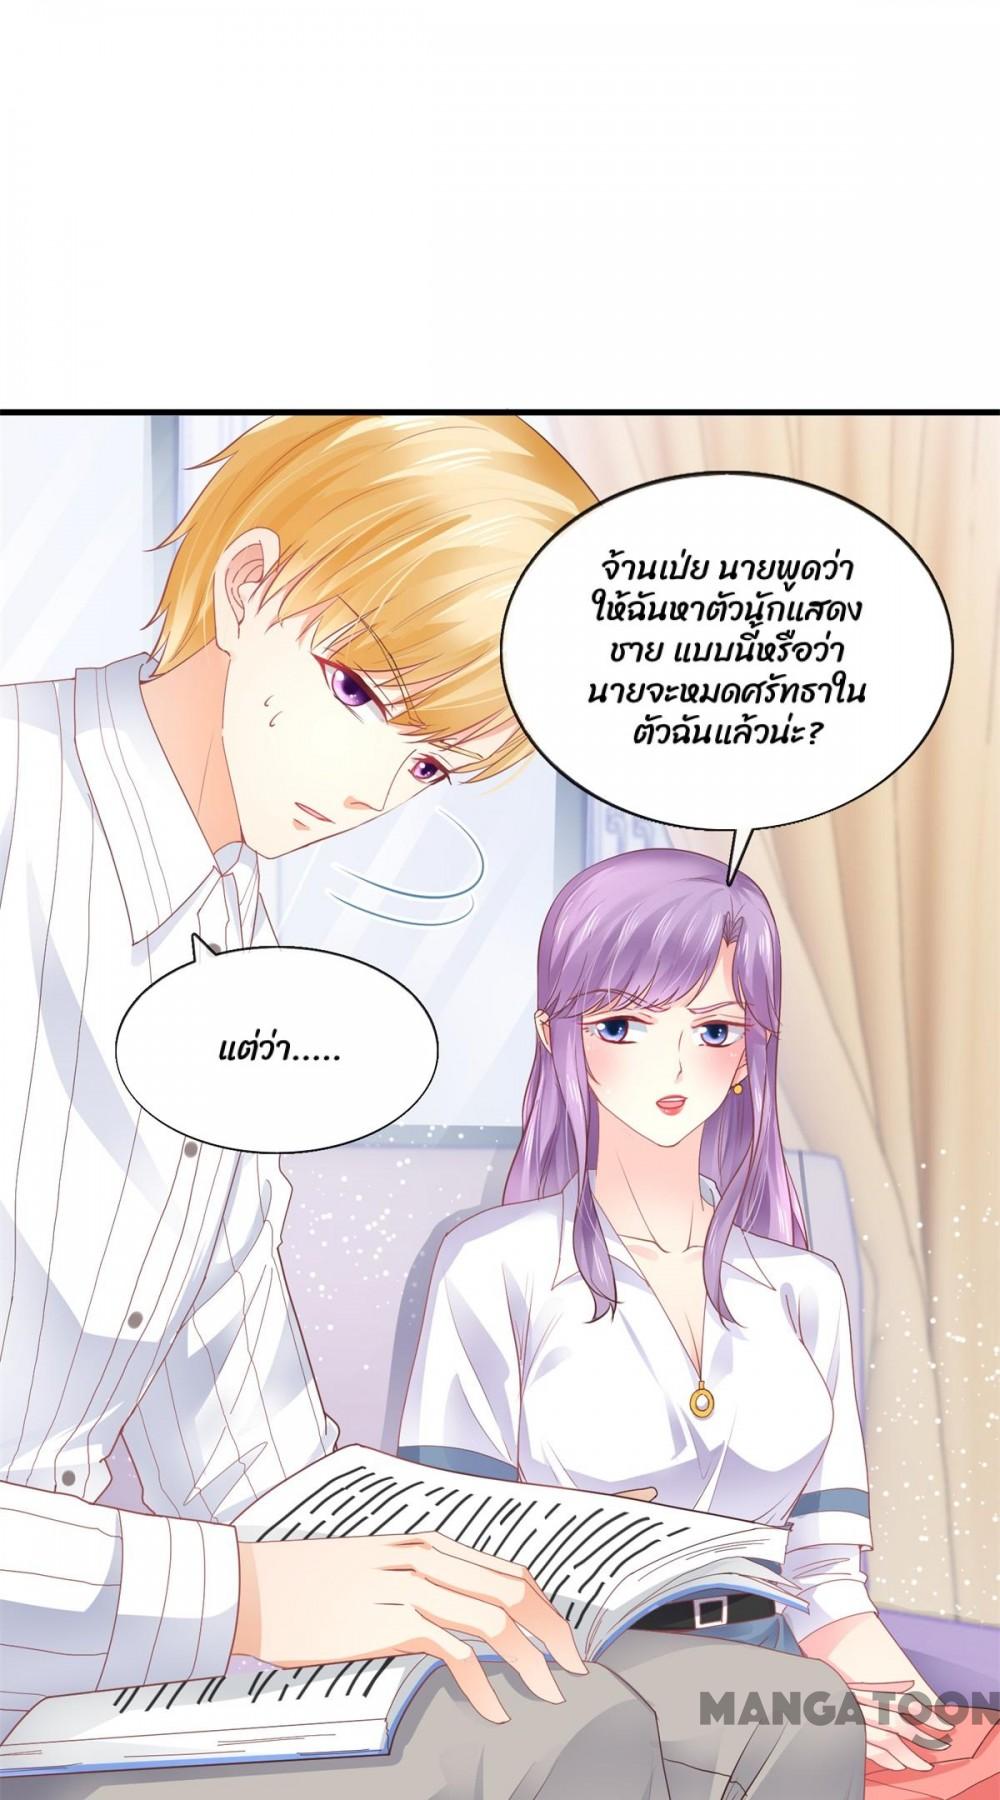 จ้านเป่ย นายพูดว่า
ให้ฉันหาตัวนักแสดง
ชาย แบบนี้หรือว่า
นายจะหมดศรัทธาใน
ตัวฉันแล้วน่ะ?
แต่ว่า.....
MANGATOON